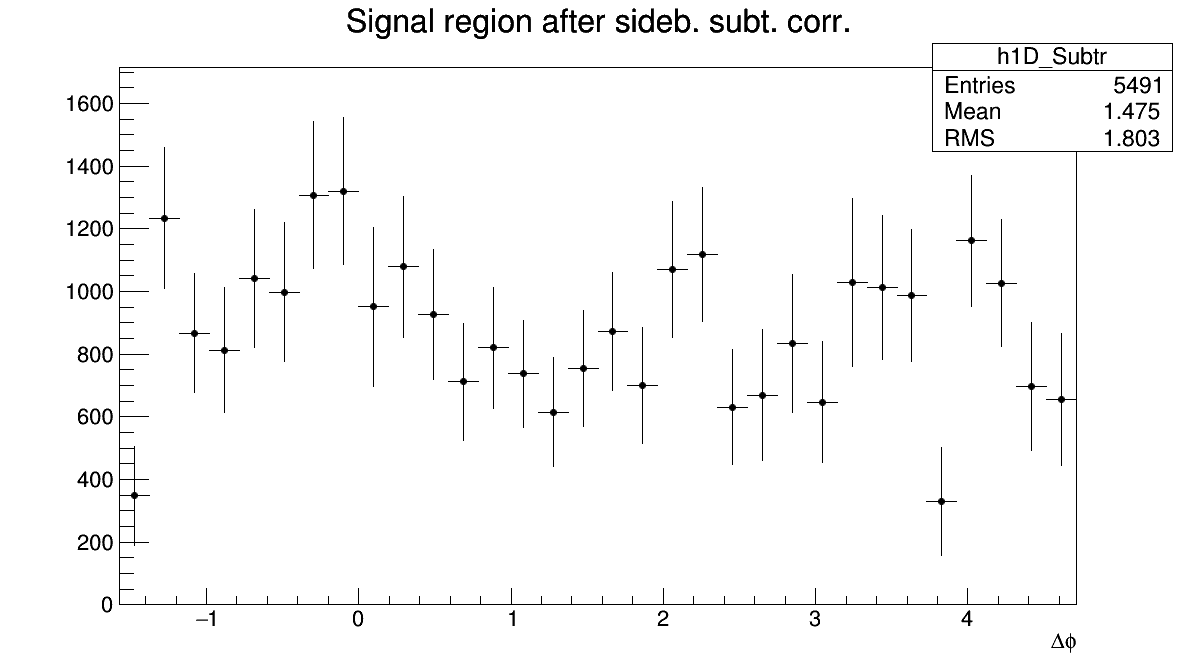 Signal region after sideb. subt. corr.
h1D_Subtr
Entries 5491
Mean 1.475
RMS 1.803
1600
1400
1200
1000
800
600
400
200
0
−1 0 1 2 3 4
Δϕ